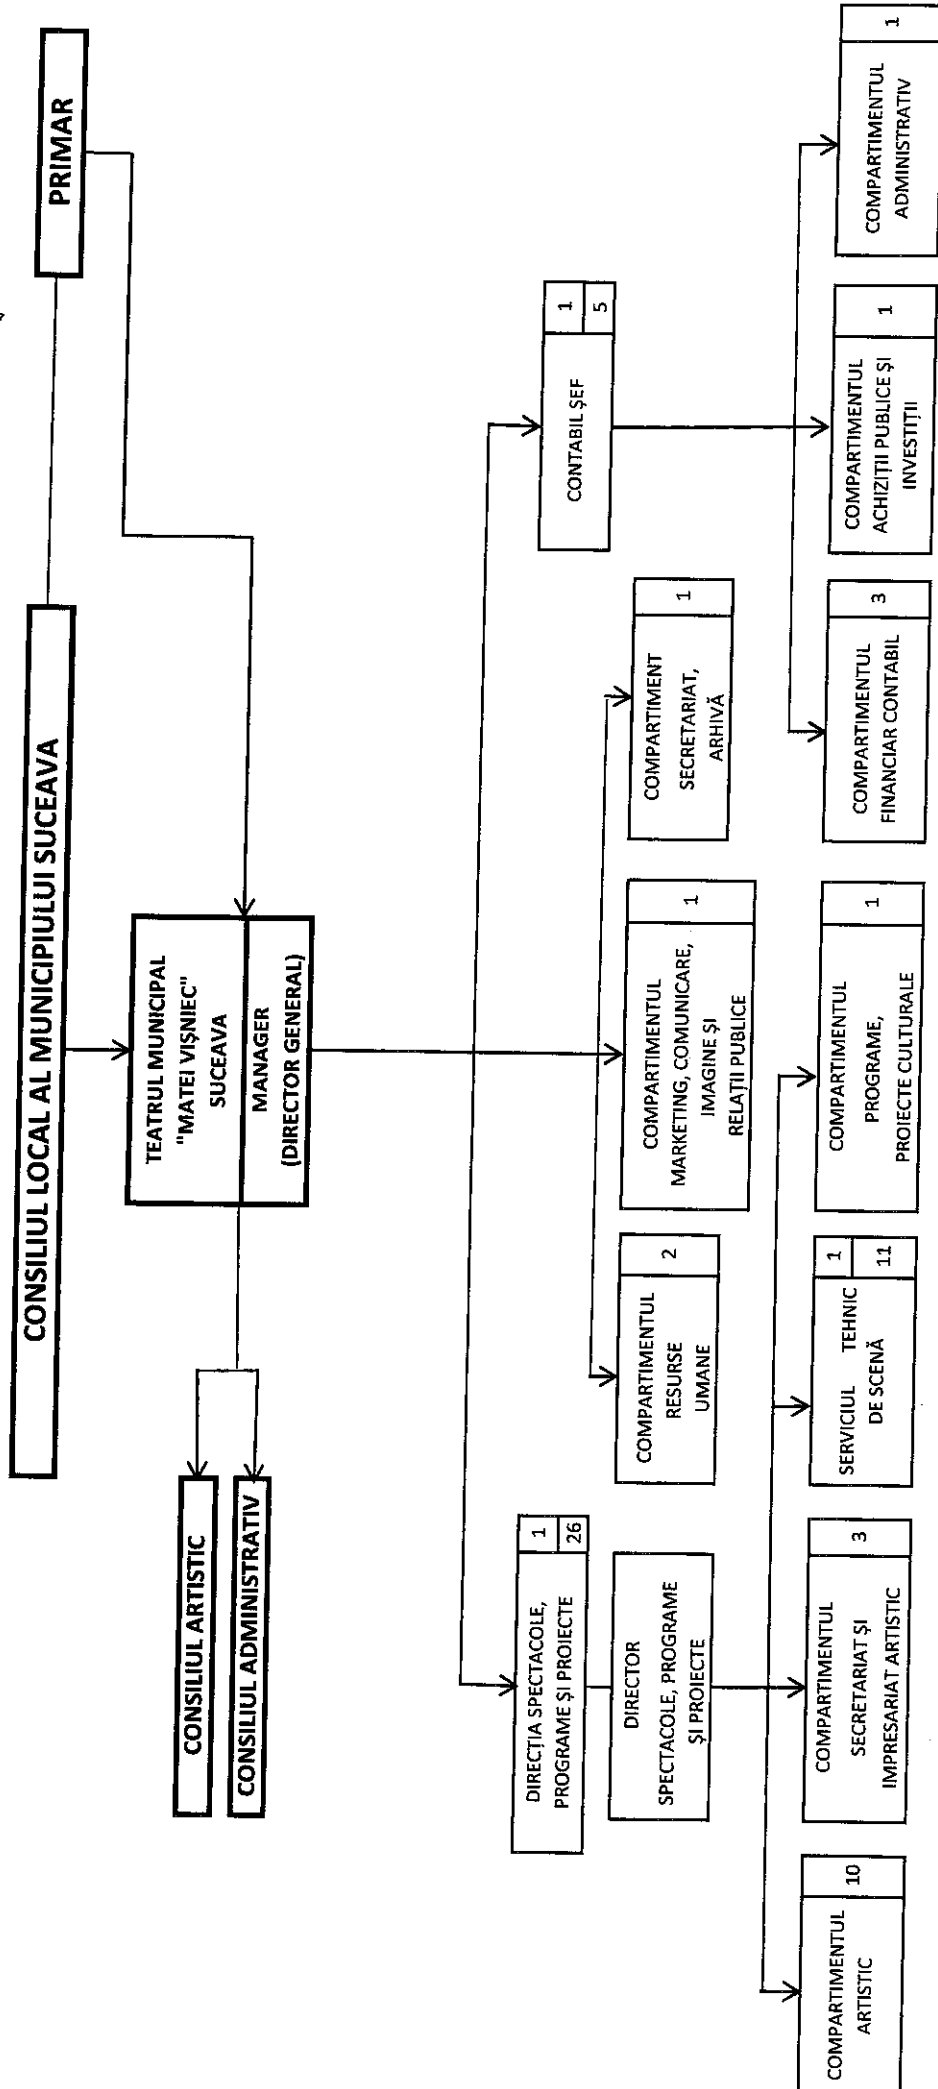 CONSILIUL LOCAL AL MUNICIPIULUI SUCEAVA
PRIMAR
TEATRUL MUNICIPAL
"MATEI VIȘNIEC"
SUCEAVA
MANAGER
(DIRECTOR GENERAL)
CONSILIUL ARTISTIC
CONSILIUL ADMINISTRATIV
DIRECȚIA SPECTACOLE,
PROGRAME ȘI PROIECTE
1
26
DIRECTOR
SPECTACOLE, PROGRAME
ȘI PROIECTE
CONTABIL ȘEF
1
5
COMPARTIMENTUL
RESURSE
UMANE
2
COMPARTIMENTUL
MARKETING, COMUNICARE,
IMAGINE ȘI
RELAȚII PUBLICE
1
COMPARTIMENT
SECRETARIAT,
ARHIVĂ
1
COMPARTIMENTUL
ARTISTIC
10
COMPARTIMENTUL
SECRETARIAT ȘI
IMPRESARIAT ARTISTIC
3
SERVICIUL TEHNIC
DE SCENĂ
1
11
COMPARTIMENTUL
PROGRAME,
PROIECTE CULTURALE
1
COMPARTIMENTUL
FINANCIAR CONTABIL
3
COMPARTIMENTUL
ACHIZIȚII PUBLICE ȘI
INVESTIȚII
1
COMPARTIMENTUL
ADMINISTRATIV
1